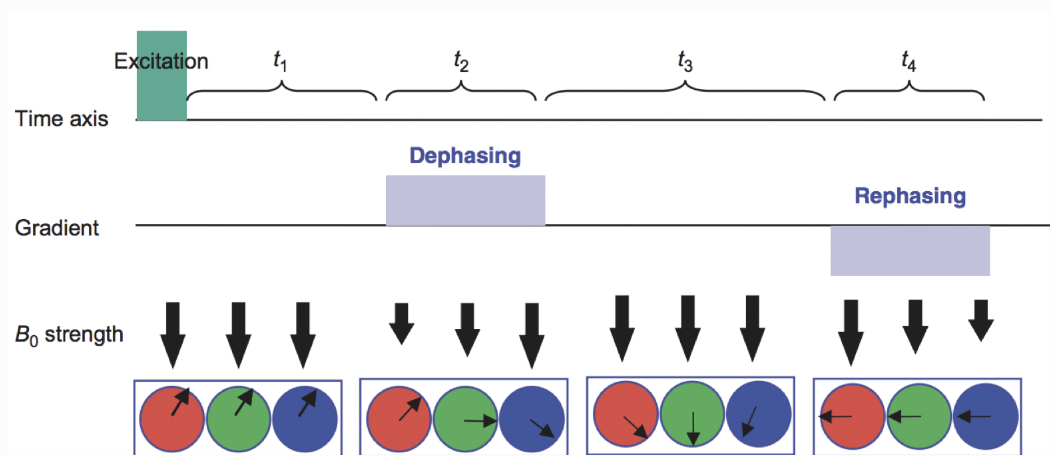 Excitation
t₁
t₂
t₃
t₄
Time axis
Dephasing
Rephasing
Gradient
B₀ strength